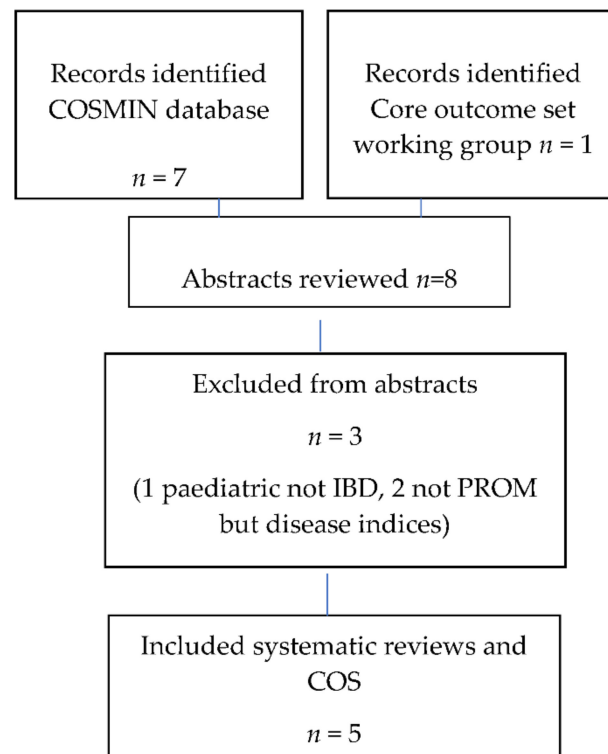 Records identified
COSMIN database
n = 7
Records identified
Core outcome set
working group n = 1
Abstracts reviewed n=8
Excluded from abstracts
n = 3
(1 paediatric not IBD, 2 not PROM
but disease indices)
Included systematic reviews and
COS
n = 5